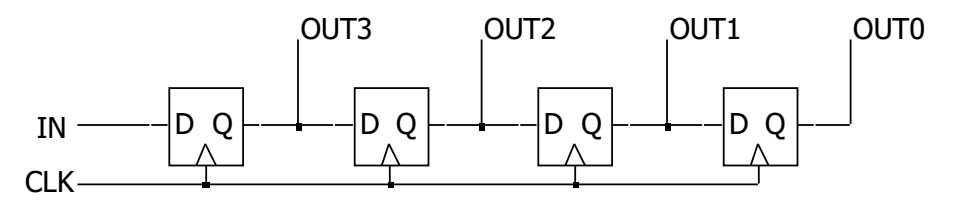 OUT3 OUT2 OUT1 OUT0
IN D Q D Q D Q D Q
CLK